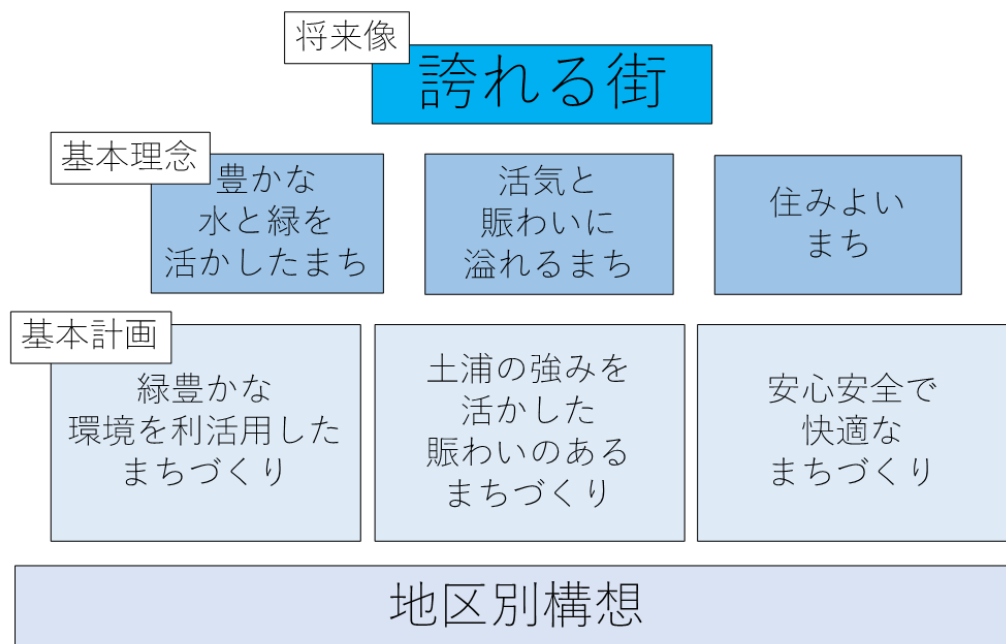 将来像
誇れる街
基本理念
豊かな
水と緑を
活かしたまち
活気と
賑わいに
溢れるまち
住みよい
まち
基本計画
緑豊かな
環境を利活用した
まちづくり
土浦の強みを
活かした
賑わいのある
まちづくり
安心安全で
快適な
まちづくり
地区別構想